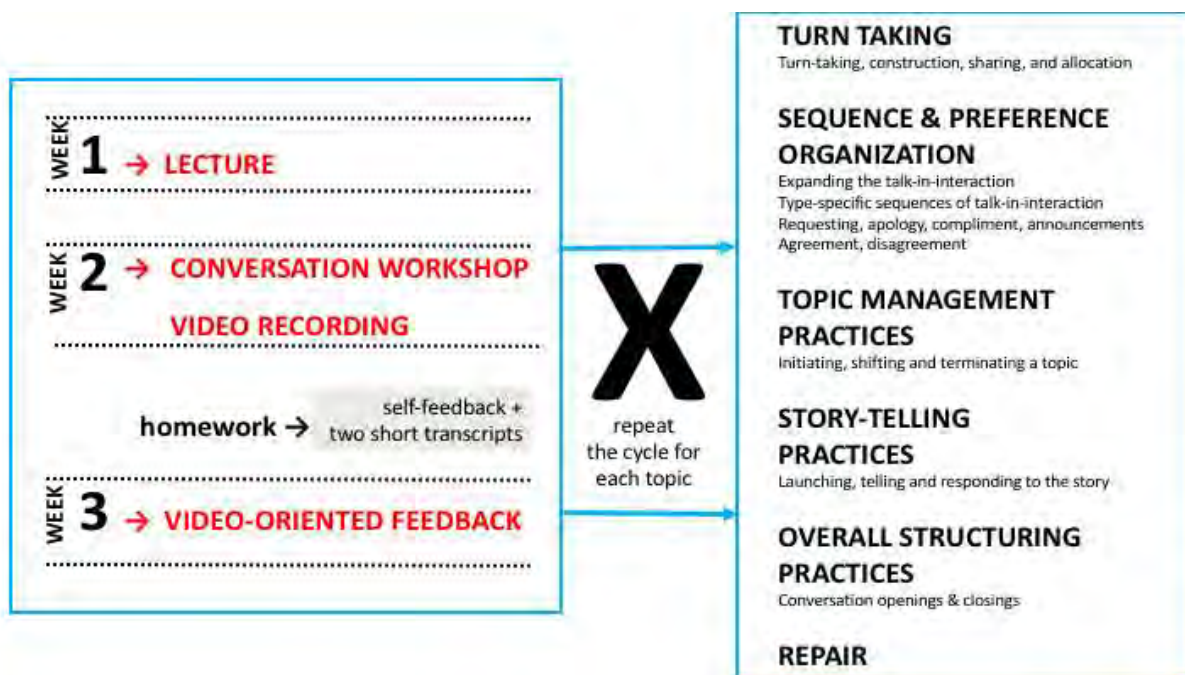 WEEK 1 → LECTURE
WEEK 2 → CONVERSATION WORKSHOP
VIDEO RECORDING
homework → self-feedback +
two short transcripts
WEEK 3 → VIDEO-ORIENTED FEEDBACK
X
repeat
the cycle for
each topic
TURN TAKING
Turn-taking, construction, sharing, and allocation
SEQUENCE & PREFERENCE
ORGANIZATION
Expanding the talk-in-interaction
Type-specific sequences of talk-in-interaction
Requesting, apology, compliment, announcements
Agreement, disagreement
TOPIC MANAGEMENT
PRACTICES
Initiating, shifting and terminating a topic
STORY-TELLING
PRACTICES
Launching, telling and responding to the story
OVERALL STRUCTURING
PRACTICES
Conversation openings & closings
REPAIR